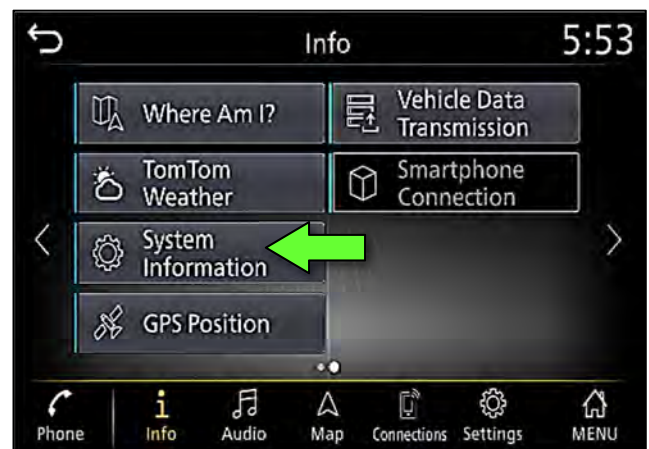 Info
5:53
Where Am I?
Vehicle Data
Transmission
TomTom
Weather
Smartphone
Connection
System
Information
GPS Position
Phone
i
Info
Audio
Map
Connections
Settings
MENU